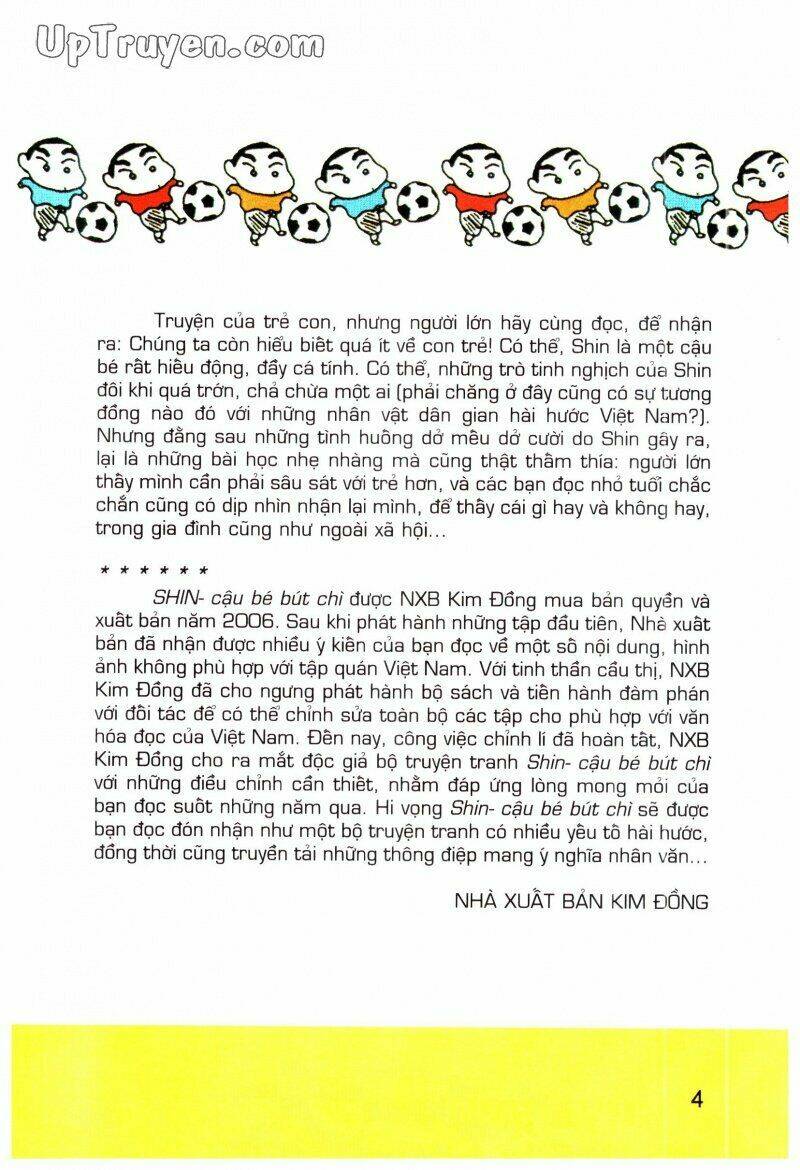 UpTruyen.com
Truyện của trẻ con, nhưng người lớn hãy cùng đọc, để nhận
ra: Chúng ta còn hiểu biết quá ít về con trẻ! Có thể, Shin là một cậu
bé rất hiếu động, đầy cá tính. Có thể, những trò tinh nghịch của Shin
đôi khi quá trớn, chả chừa một ai (phải chăng ở đây cũng có sự tương
đồng nào đó với những nhân vật dân gian hài hước Việt Nam?).
Nhưng đằng sau những tình huống dở mếu dở cười do Shin gây ra,
lại là những bài học nhẹ nhàng mà cũng thật thấm thía: người lớn
thấy mình cần phải sâu sát với trẻ hơn, và các bạn đọc nhỏ tuổi chắc
chắn cũng có dịp nhìn nhận lại mình, để thấy cái gì hay và không hay,
trong gia đình cũng như ngoài xã hội...
* * * * * *
SHIN- cậu bé bút chì được NXB Kim Đồng mua bản quyền và
xuất bản năm 2006. Sau khi phát hành những tập đầu tiên, Nhà xuất
bản đã nhận được nhiều ý kiến của bạn đọc về một số nội dung, hình
ảnh không phù hợp với tập quán Việt Nam. Với tinh thần cầu thị, NXB
Kim Đồng đã cho ngưng phát hành bộ sách và tiến hành đàm phán
với đối tác để có thể chỉnh sửa toàn bộ các tập cho phù hợp với văn
hóa đọc của Việt Nam. Đến nay, công việc chỉnh lí đã hoàn tất, NXB
Kim Đồng cho ra mắt độc giả bộ truyện tranh Shin- cậu bé bút chì
với những điều chỉnh cần thiết, nhằm đáp ứng lòng mong mỏi của
bạn đọc suốt những năm qua. Hi vọng Shin- cậu bé bút chì sẽ được
bạn đọc đón nhận như một bộ truyện tranh có nhiều yếu tố hài hước,
đồng thời cũng truyền tải những thông điệp mang ý nghĩa nhân văn...
NHÀ XUẤT BẢN KIM ĐỒNG
4